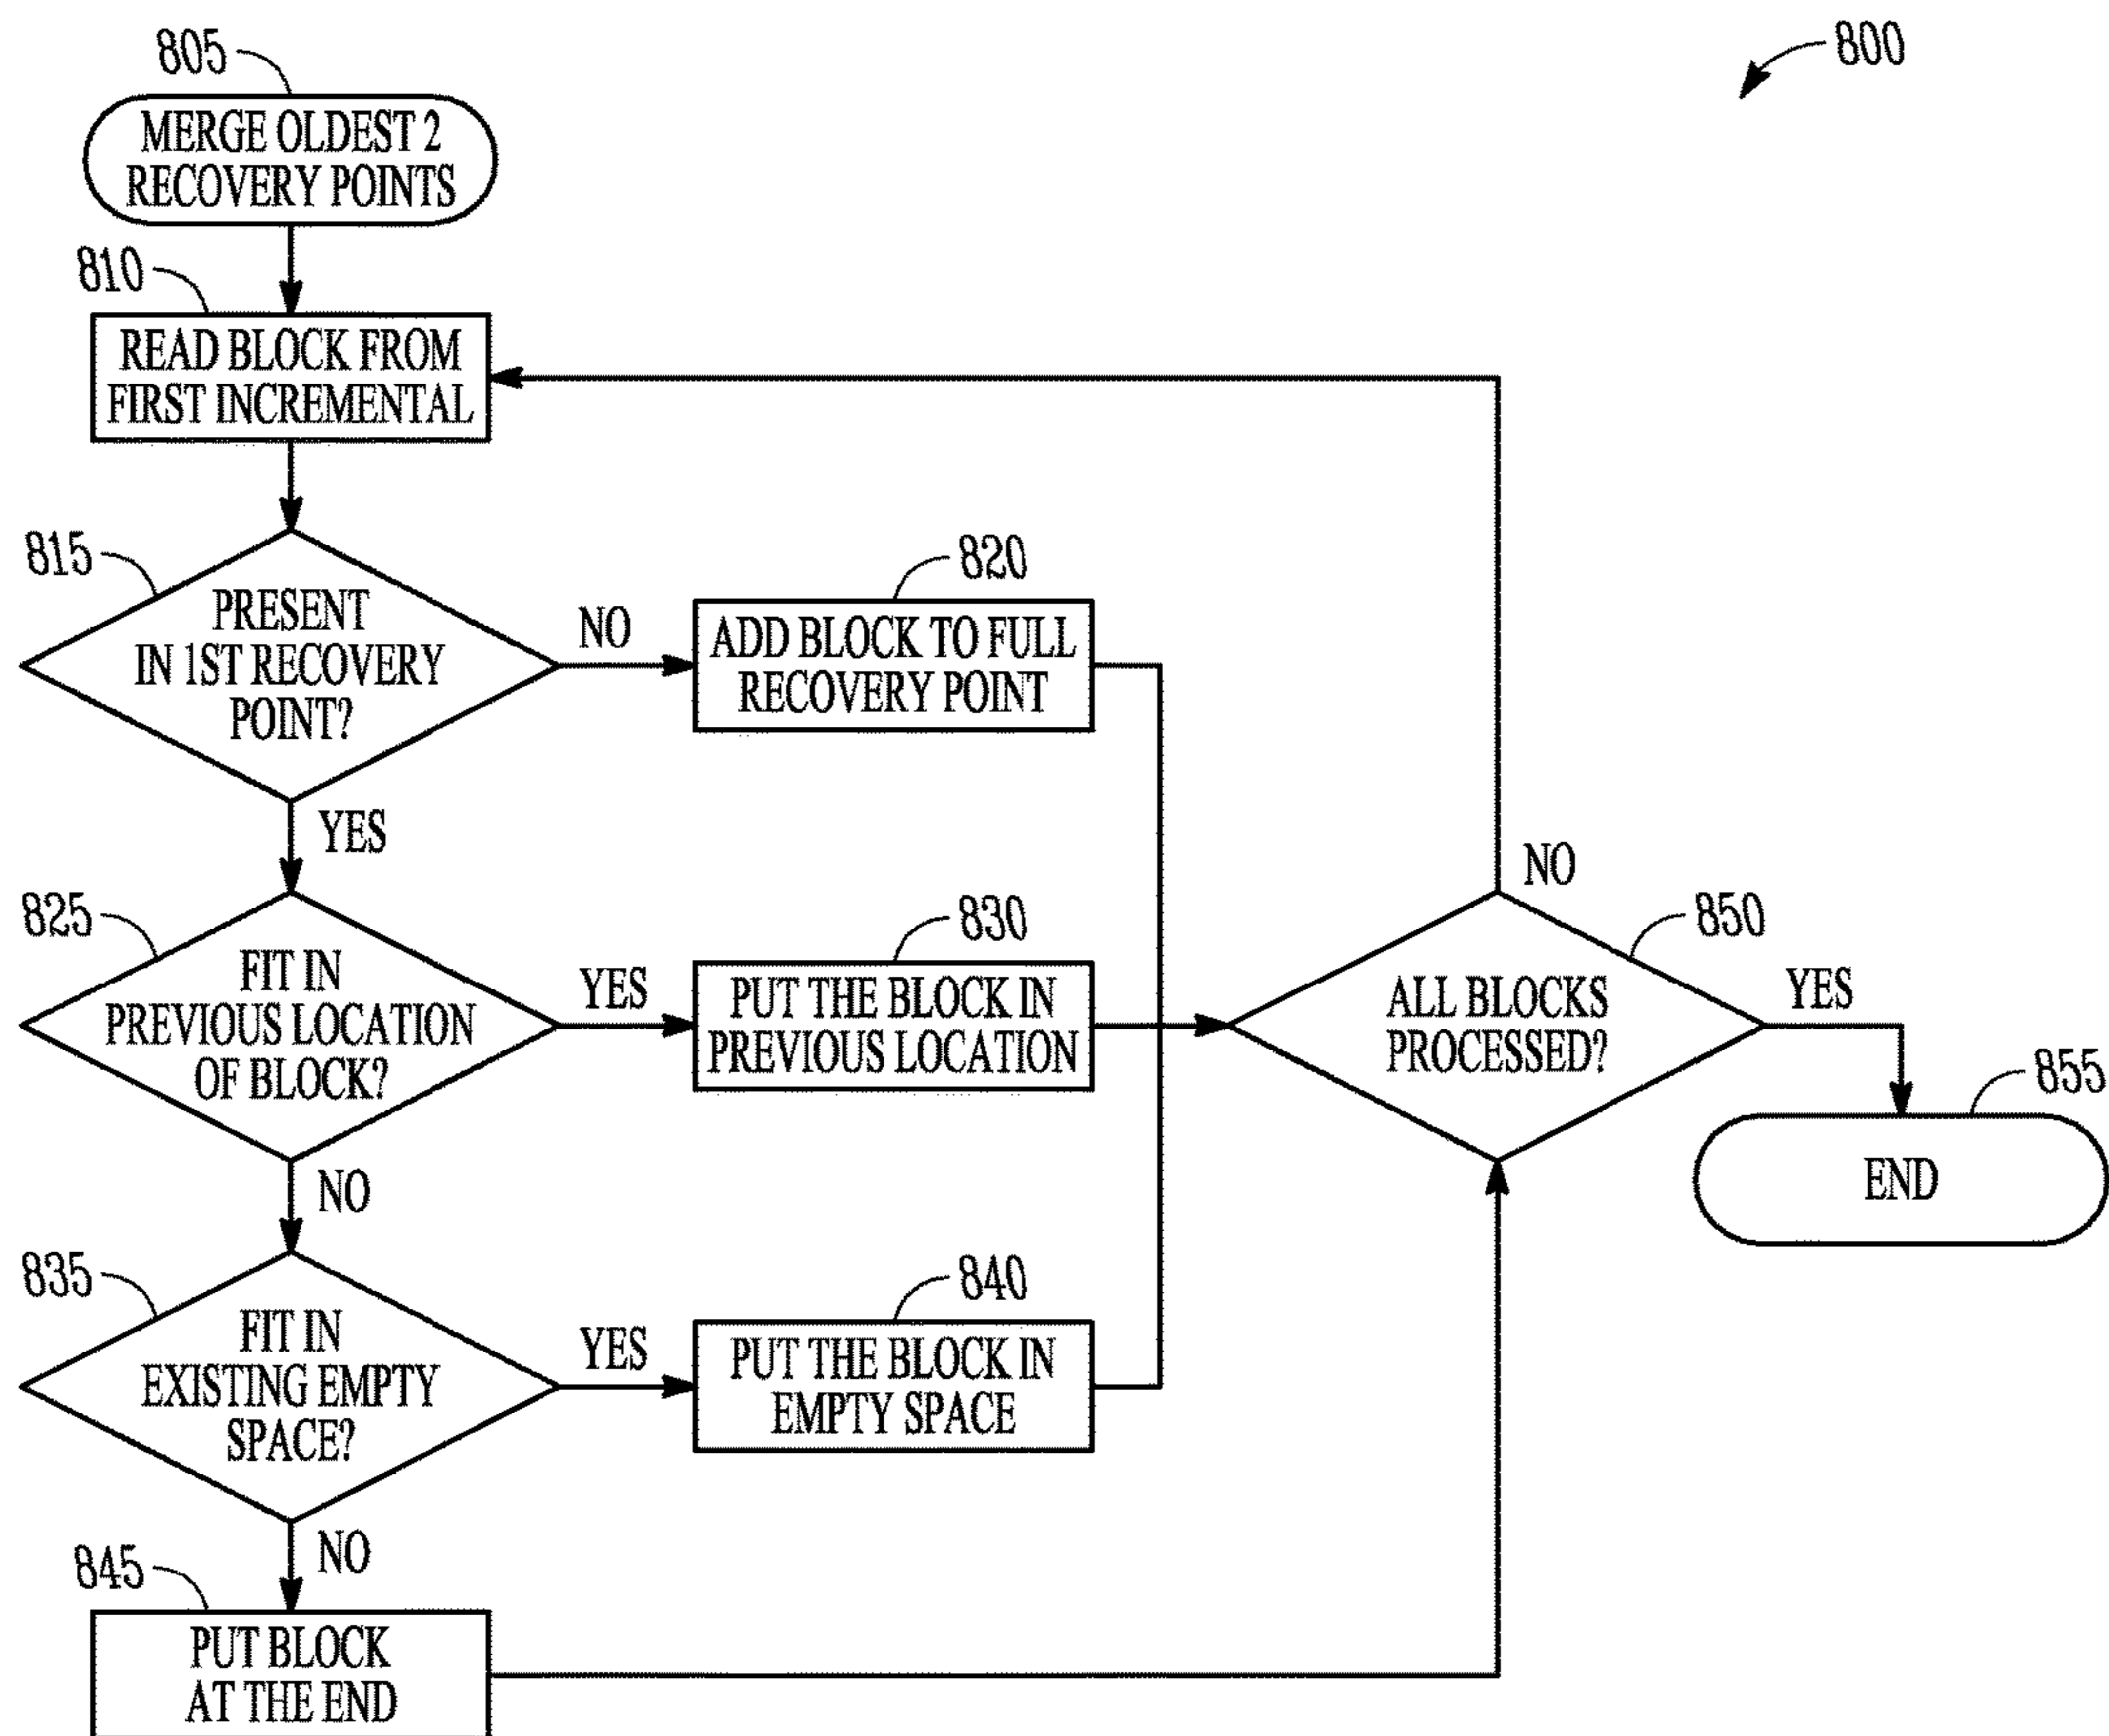 805
800
MERGE OLDEST 2
RECOVERY POINTS
810
READ BLOCK FROM
FIRST INCREMENTAL
815
PRESENT
IN 1ST RECOVERY
POINT?
NO
820
ADD BLOCK TO FULL
RECOVERY POINT
YES
825
FIT IN
PREVIOUS LOCATION
OF BLOCK?
YES
830
PUT THE BLOCK IN
PREVIOUS LOCATION
NO
850
ALL BLOCKS
PROCESSED?
YES
855
END
NO
835
FIT IN
EXISTING EMPTY
SPACE?
YES
840
PUT THE BLOCK IN
EMPTY SPACE
NO
845
PUT BLOCK
AT THE END